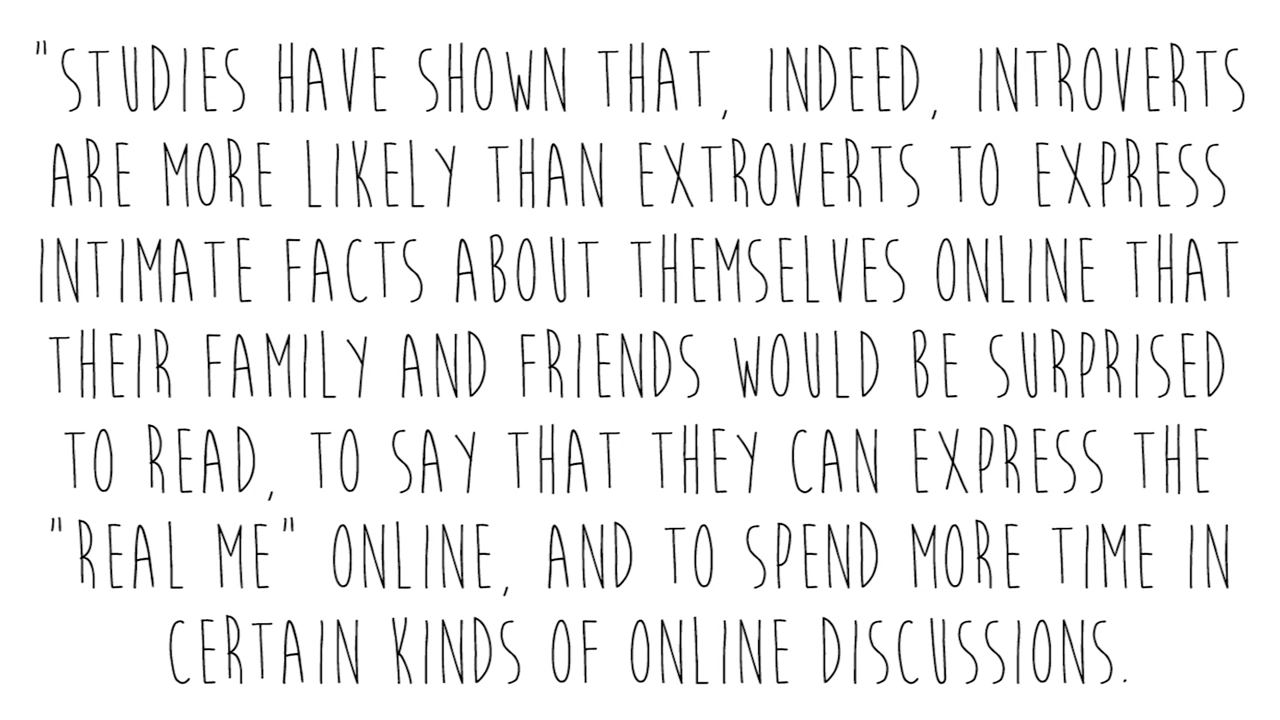 "STUDIES HAVE SHOWN THAT, INDEED, INTROVERTS
ARE MORE LIKELY THAN EXTROVERTS TO EXPRESS
INTIMATE FACTS ABOUT THEMSELVES ONLINE THAT
THEIR FAMILY AND FRIENDS WOULD BE SURPRISED
TO READ, TO SAY THAT THEY CAN EXPRESS THE
"REAL ME" ONLINE, AND TO SPEND MORE TIME IN
CERTAIN KINDS OF ONLINE DISCUSSIONS.